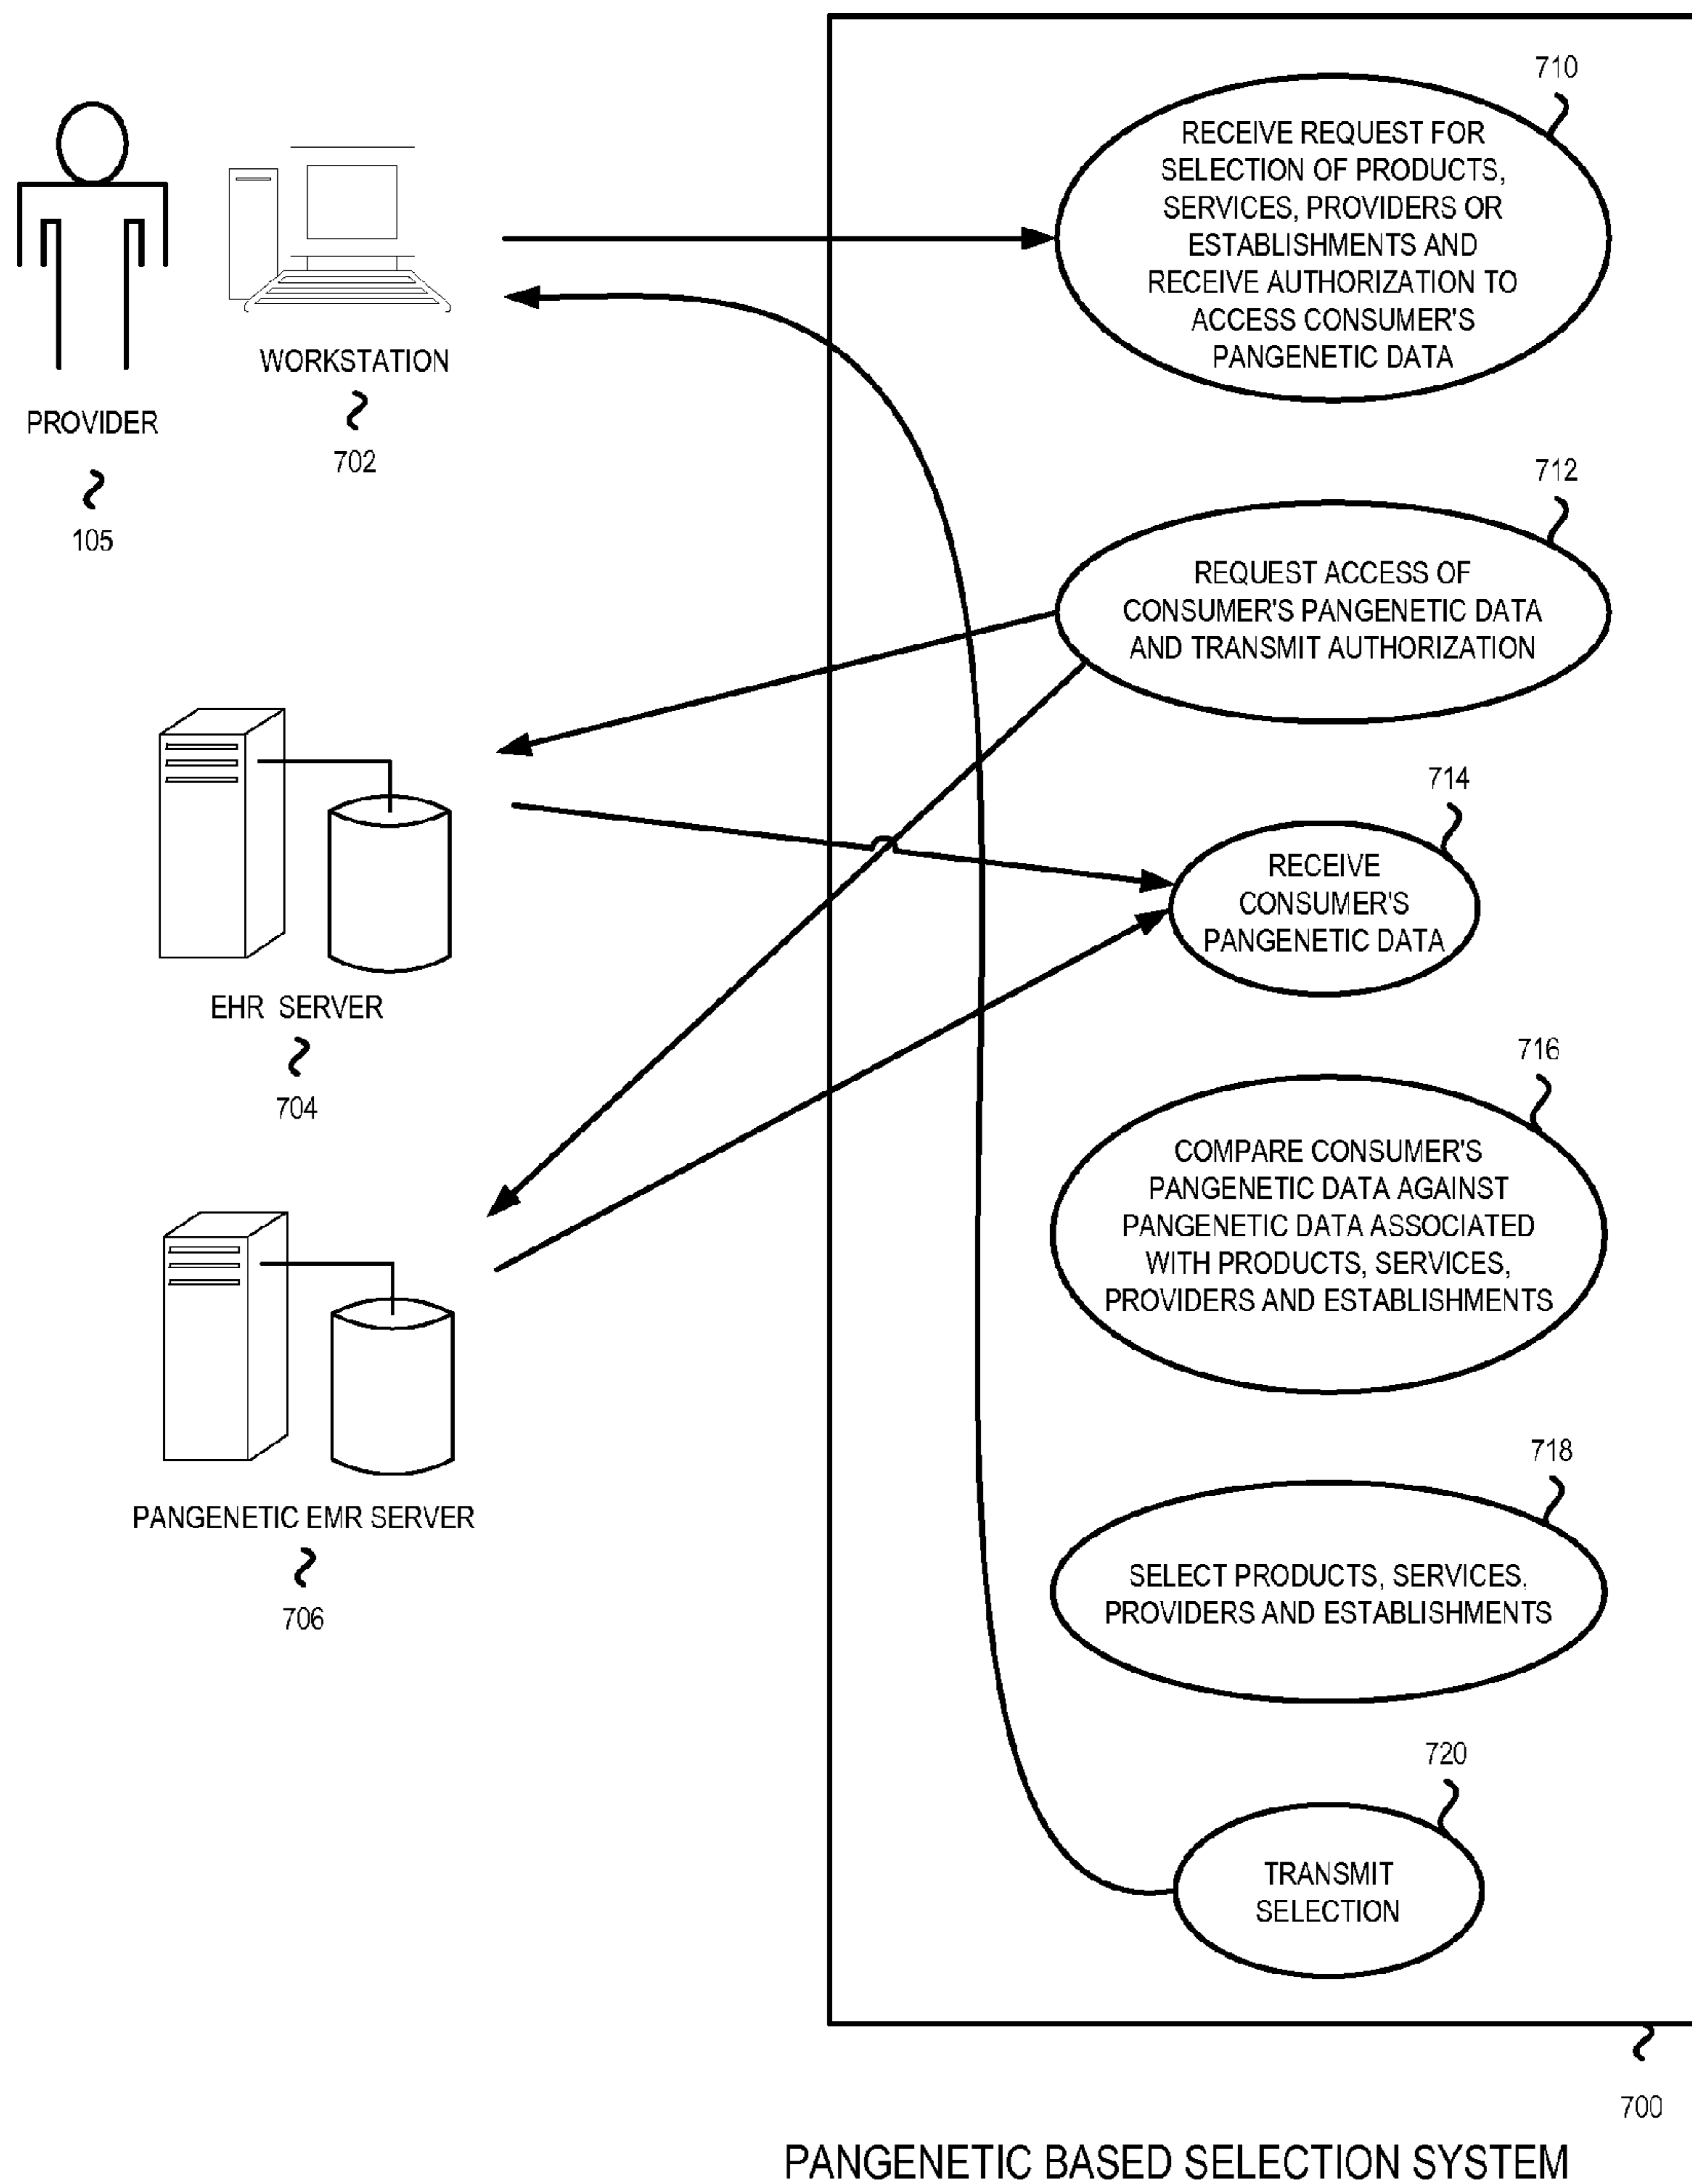 710
RECEIVE REQUEST FOR
SELECTION OF PRODUCTS,
SERVICES, PROVIDERS OR
ESTABLISHMENTS AND
RECEIVE AUTHORIZATION TO
ACCESS CONSUMER'S
PANGENETIC DATA
WORKSTATION
702
PROVIDER
105
712
REQUEST ACCESS OF
CONSUMER'S PANGENETIC DATA
AND TRANSMIT AUTHORIZATION
714
RECEIVE
CONSUMER'S
PANGENETIC DATA
EHR SERVER
704
716
COMPARE CONSUMER'S
PANGENETIC DATA AGAINST
PANGENETIC DATA ASSOCIATED
WITH PRODUCTS, SERVICES,
PROVIDERS AND ESTABLISHMENTS
PANGENETIC EMR SERVER
706
718
SELECT PRODUCTS, SERVICES,
PROVIDERS AND ESTABLISHMENTS
720
TRANSMIT
SELECTION
700
PANGENETIC BASED SELECTION SYSTEM